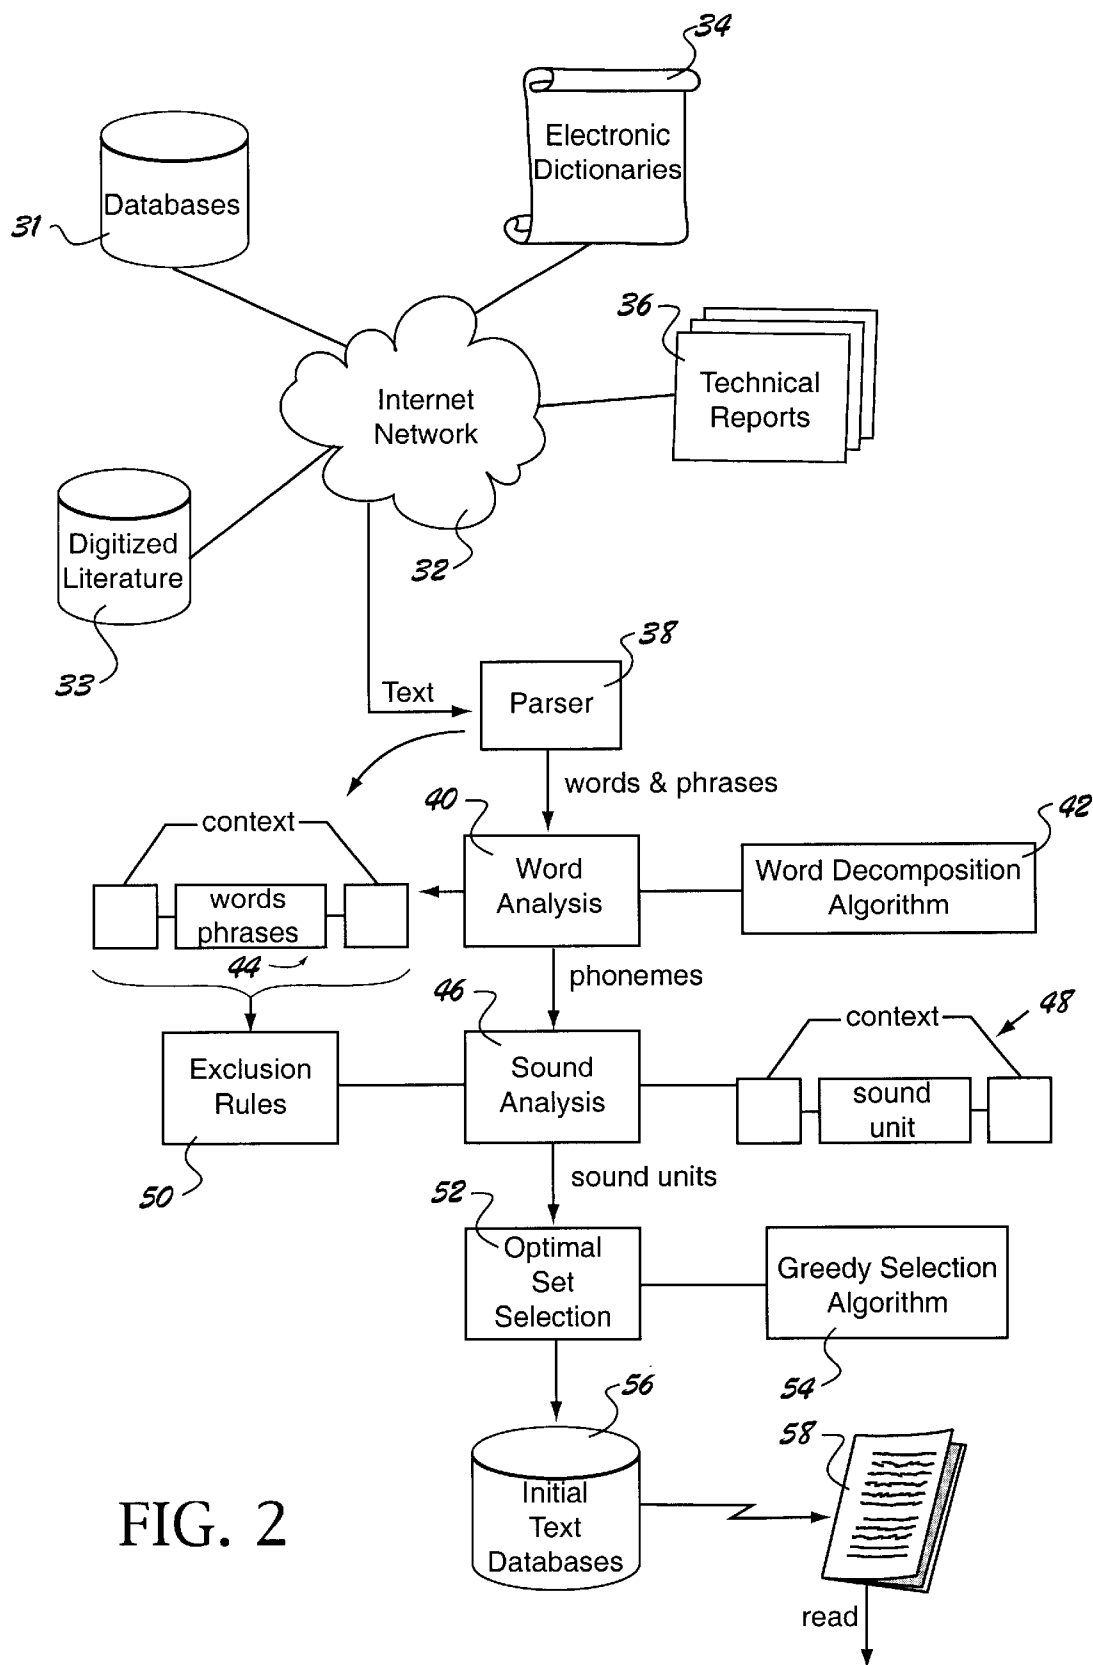 34
Electronic
Dictionaries
Databases
31
36
Technical
Reports
Internet
Network
Digitized
Literature
32
33
38
Text
Parser
words & phrases
40
42
context
Word
Analysis
Word Decomposition
Algorithm
words
phrases
44
phonemes
46
48
context
Exclusion
Rules
Sound
Analysis
sound
unit
50
sound units
52
Optimal
Set
Selection
Greedy Selection
Algorithm
54
56
58
Initial
Text
Databases
FIG. 2
read